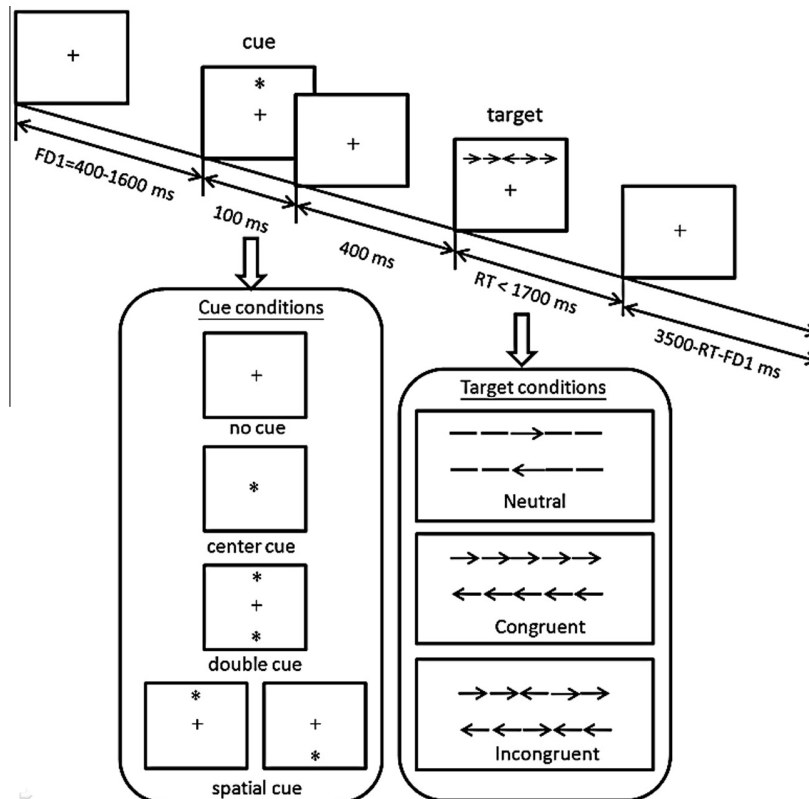 cue
target
FD1=400-1600 ms
100 ms
400 ms
RT < 1700 ms
3500-RT-FD1 ms
Cue conditions
no cue
center cue
double cue
spatial cue
Target conditions
Neutral
Congruent
Incongruent